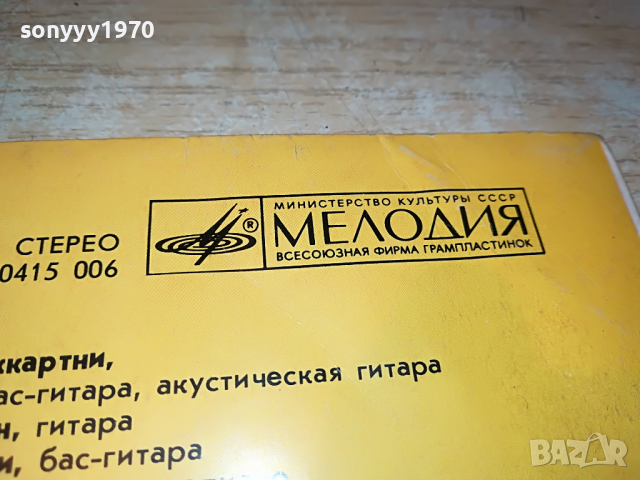 sonyyy1970
МИНИСТЕРСТВО КУЛЬТУРЫ СССР
® МЕЛОДИЯ
ВСЕСОЮЗНАЯ ФИРМА ГРАМПЛАСТИНОК
СТЕРЕО
0415 006
ккартни,
ас-гитара, акустическая гитара
н, гитара
и, бас-гитара
BAZAR